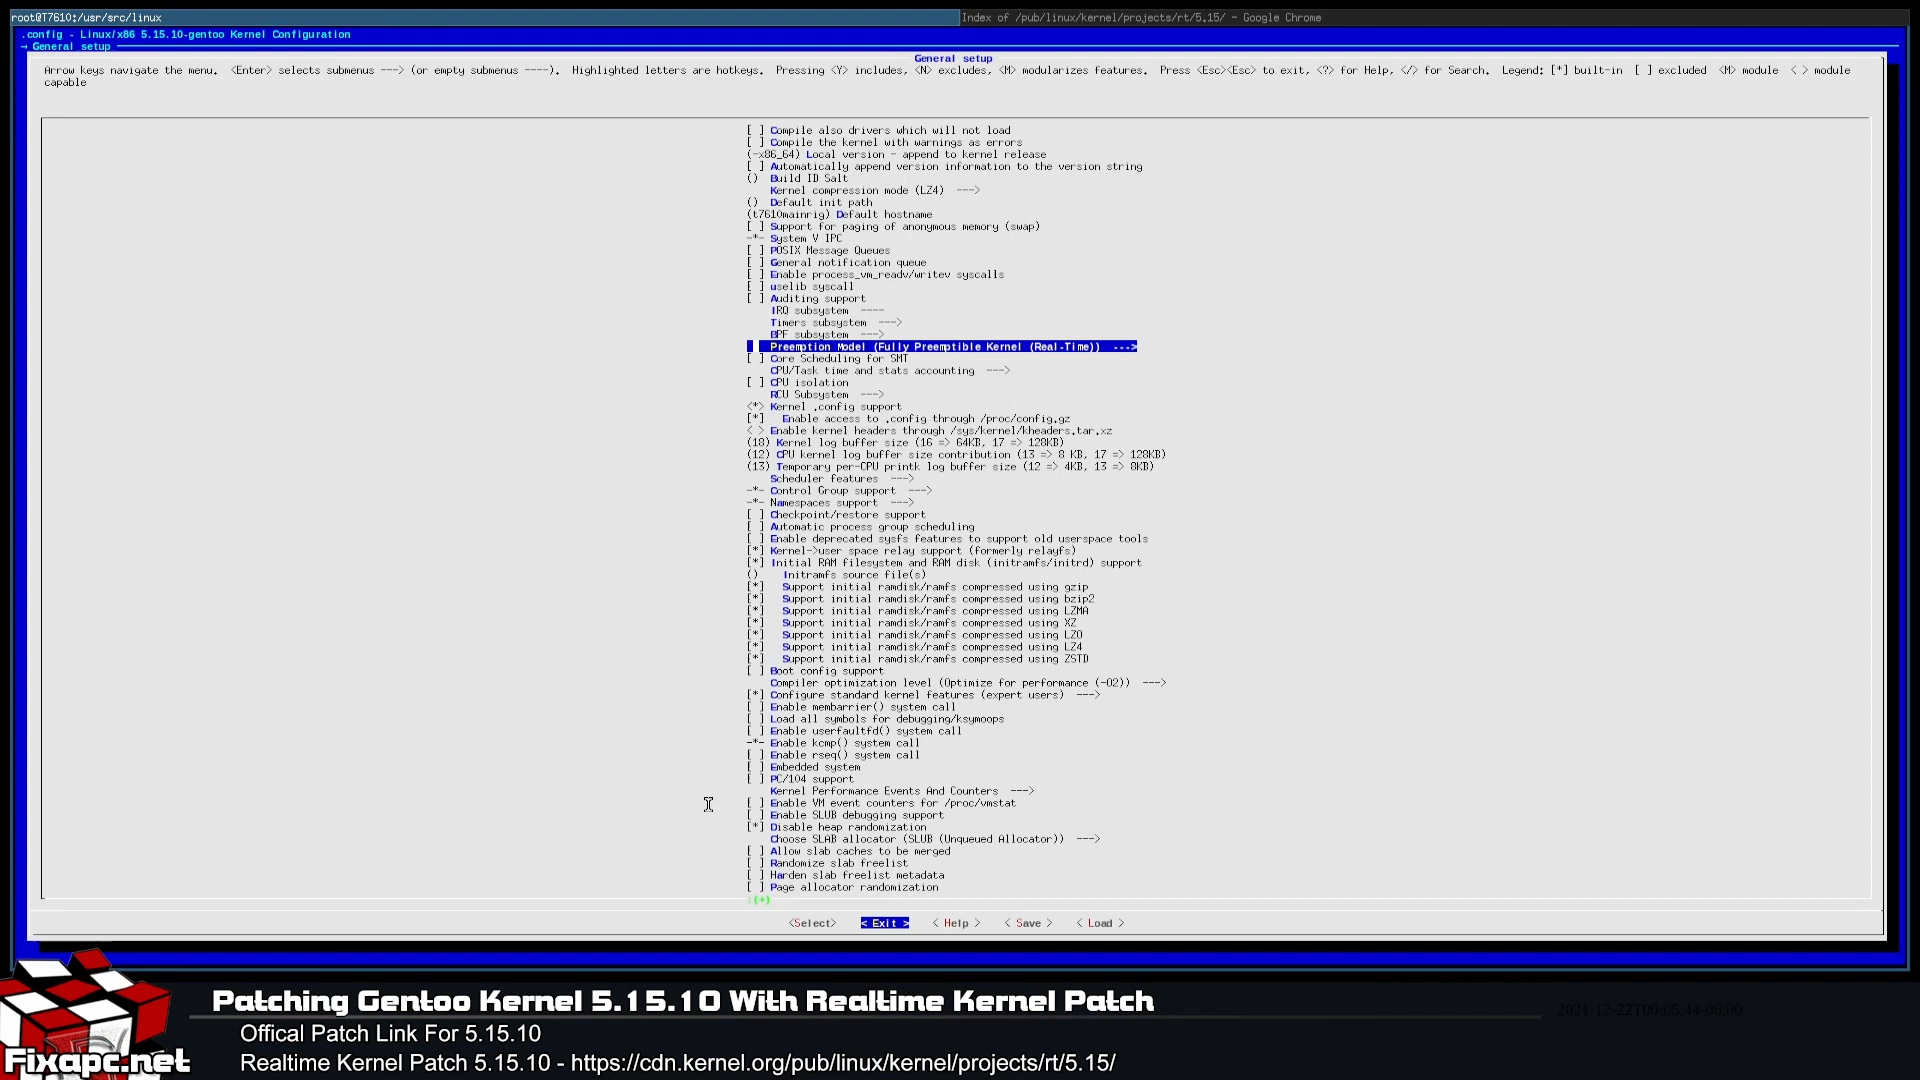 root@T7610:/usr/src/linux
Index of /pub/linux/kernel/projects/rt/5.15/ - Google Chrome
.config - Linux/x86 5.15.10-gentoo Kernel Configuration
→ General setup
General setup
Arrow keys navigate the menu.  <Enter> selects submenus ---> (or empty submenus ----).  Highlighted letters are hotkeys.  Pressing <Y> includes, <N> excludes, <M> modularizes features.  Press <Esc><Esc> to exit, <?> for Help, </> for Search.  Legend: [*] built-in  [ ] excluded  <M> module  < > module
capable
[ ] Compile also drivers which will not load
[ ] Compile the kernel with warnings as errors
(-x86_64) Local version - append to kernel release
[ ] Automatically append version information to the version string
()  Build ID Salt
Kernel compression mode (LZ4)  --->
()  Default init path
(t7610mainrig) Default hostname
[ ] Support for paging of anonymous memory (swap)
-*- System V IPC
[ ] POSIX Message Queues
[ ] General notification queue
[ ] Enable process_vm_readv/writev syscalls
[ ] uselib syscall
[ ] Auditing support
IRQ subsystem  ----
Timers subsystem  --->
BPF subsystem  --->
Preemption Model (Fully Preemptible Kernel (Real-Time))  --->
[ ] Core Scheduling for SMT
CPU/Task time and stats accounting  --->
[ ] CPU isolation
RCU Subsystem  --->
<*> Kernel .config support
[*]   Enable access to .config through /proc/config.gz
< > Enable kernel headers through /sys/kernel/kheaders.tar.xz
(18) Kernel log buffer size (16 => 64KB, 17 => 128KB)
(12) CPU kernel log buffer size contribution (13 => 8 KB, 17 => 128KB)
(13) Temporary per-CPU printk log buffer size (12 => 4KB, 13 => 8KB)
Scheduler features  --->
-*- Control Group support  --->
-*- Namespaces support  --->
[ ] Checkpoint/restore support
[ ] Automatic process group scheduling
[ ] Enable deprecated sysfs features to support old userspace tools
[*] Kernel->user space relay support (formerly relayfs)
[*] Initial RAM filesystem and RAM disk (initramfs/initrd) support
()    Initramfs source file(s)
[*]   Support initial ramdisk/ramfs compressed using gzip
[*]   Support initial ramdisk/ramfs compressed using bzip2
[*]   Support initial ramdisk/ramfs compressed using LZMA
[*]   Support initial ramdisk/ramfs compressed using XZ
[*]   Support initial ramdisk/ramfs compressed using LZO
[*]   Support initial ramdisk/ramfs compressed using LZ4
[*]   Support initial ramdisk/ramfs compressed using ZSTD
[ ] Boot config support
Compiler optimization level (Optimize for performance (-O2))  --->
[*] Configure standard kernel features (expert users)  --->
[ ] Enable membarrier() system call
[ ] Load all symbols for debugging/ksymoops
[ ] Enable userfaultfd() system call
-*- Enable kcmp() system call
[ ] Enable rseq() system call
[ ] Embedded system
[ ] PC/104 support
Kernel Performance Events And Counters  --->
[ ] Enable VM event counters for /proc/vmstat
[ ] Enable SLUB debugging support
[*] Disable heap randomization
Choose SLAB allocator (SLUB (Unqueued Allocator))  --->
[ ] Allow slab caches to be merged
[ ] Randomize slab freelist
[ ] Harden slab freelist metadata
[ ] Page allocator randomization
↓(+)
<Select>    < Exit >    < Help >    < Save >    < Load >
Patching Gentoo Kernel 5.15.10 With Realtime Kernel Patch
2021-12-22T00:05:44-06:00
Offical Patch Link For 5.15.10
Fixapc.net
Realtime Kernel Patch 5.15.10 - https://cdn.kernel.org/pub/linux/kernel/projects/rt/5.15/